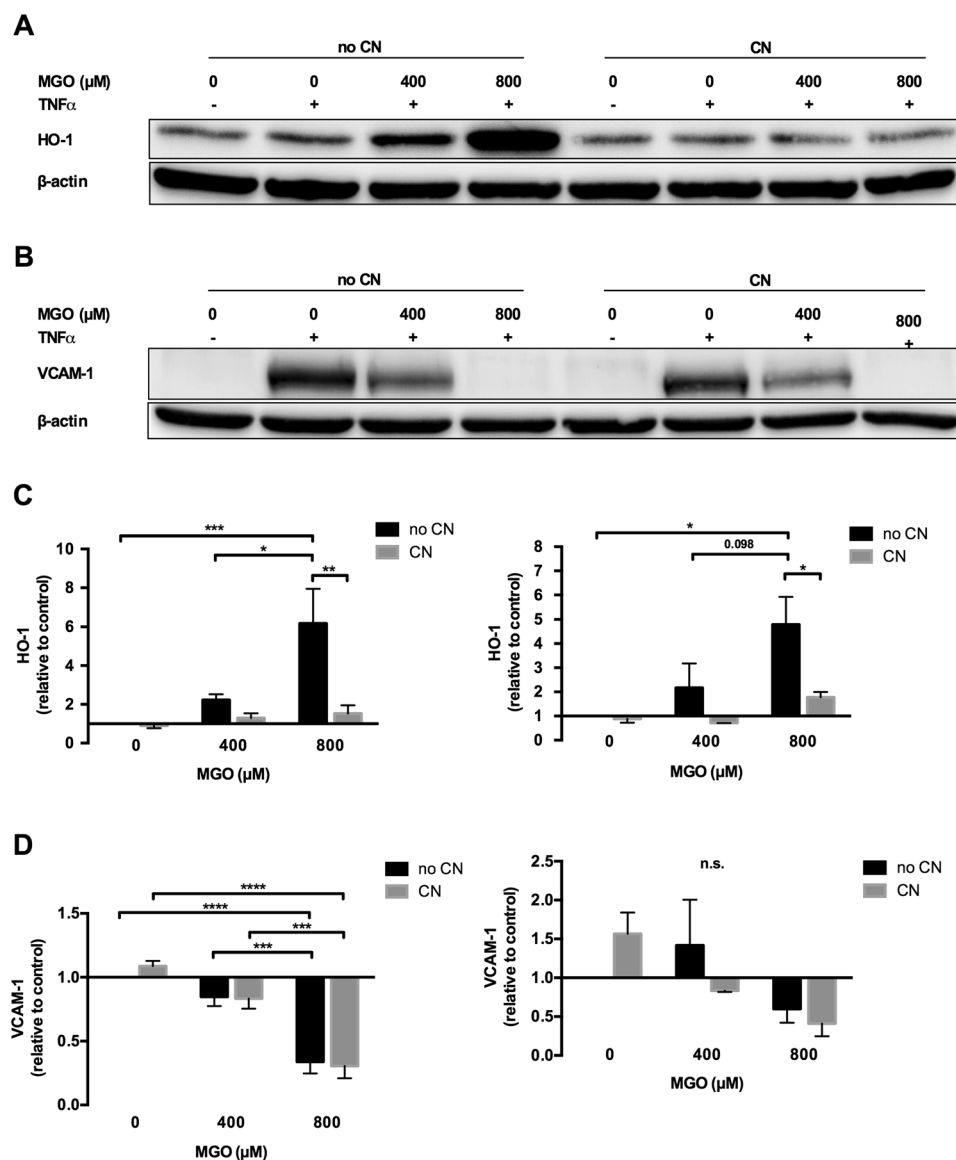 A
no CN CN
MGO (µM) 0 0 400 800 0 0 400 800
TNFα - + + + - + + +
HO-1
β-actin
B
no CN CN
MGO (µM) 0 0 400 800 0 0 400 800
TNFα - + + + - + + +
VCAM-1
β-actin
C
HO-1
(relative to control)
10
8
6
4
2
0
***
*
**
no CN
CN
0 400 800
MGO (µM)
HO-1
(relative to control)
8
7
6
5
4
3
2
1
0
*
0.098
*
no CN
CN
0 400 800
MGO (µM)
D
VCAM-1
(relative to control)
1.5
1.0
0.5
0.0
****
****
***
***
no CN
CN
0 400 800
MGO (µM)
VCAM-1
(relative to control)
2.5
2.0
1.5
1.0
0.5
0.0
n.s.
no CN
CN
0 400 800
MGO (µM)